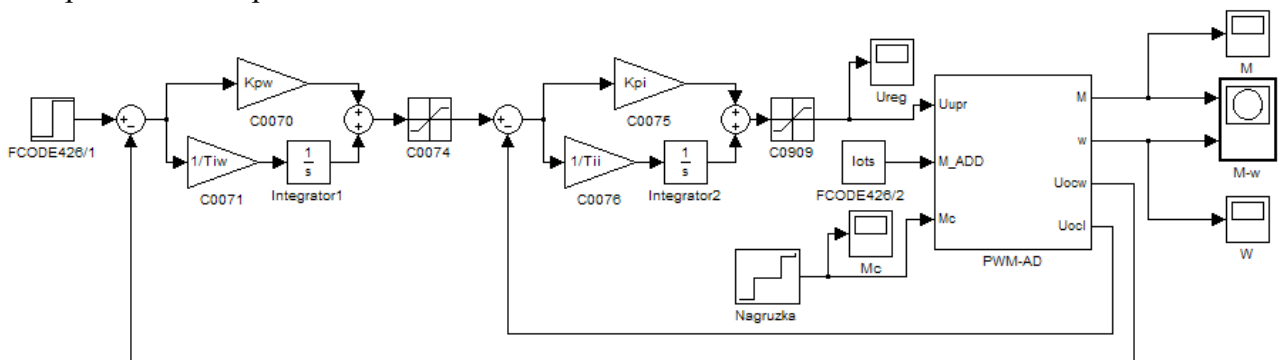 Kpw
C0070
FCODE426/1
1/Tiw
C0071
1
s
Integrator1
C0074
Kpi
C0075
1/Tii
C0076
1
s
Integrator2
C0909
Ureg
Iots
FCODE426/2
Mc
Nagruzka
Uupr
M_ADD
Mc
M
w
Uocw
UocI
PWM-AD
M
M-w
W